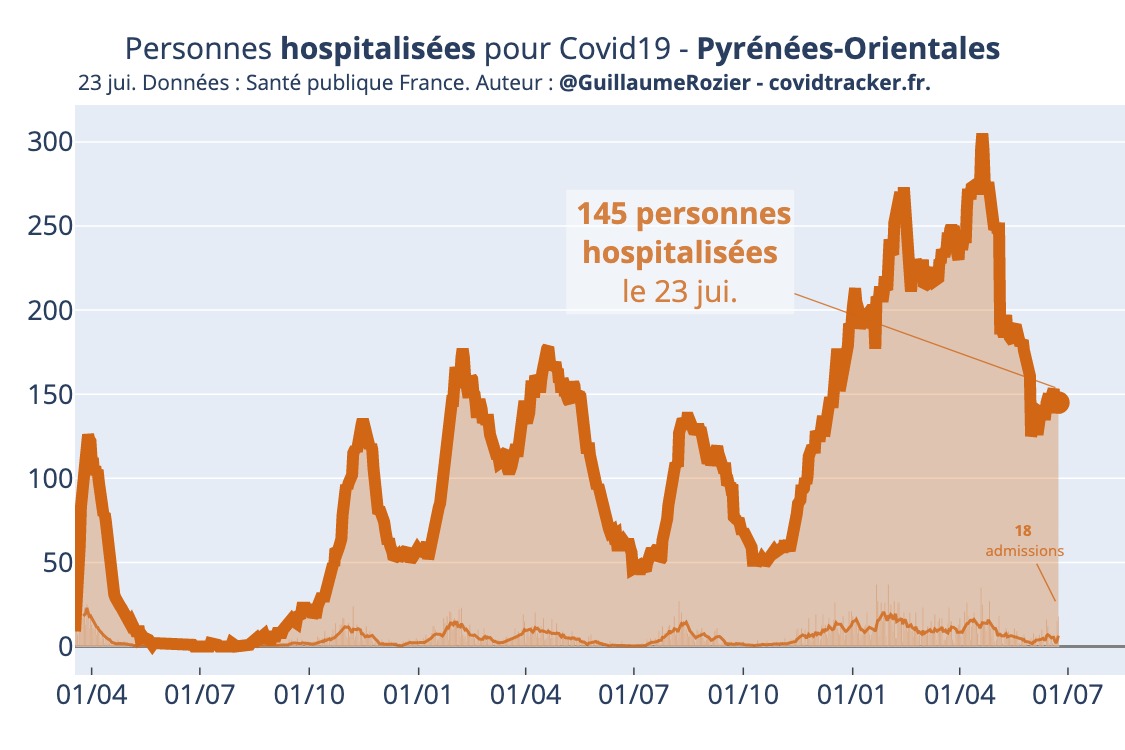 Personnes hospitalisées pour Covid19 - Pyrénées-Orientales
23 jui. Données : Santé publique France. Auteur : @GuillaumeRozier - covidtracker.fr.
300
250
200
150
100
50
0
145 personnes
hospitalisées
le 23 jui.
18
admissions
01/04 01/07 01/10 01/01 01/04 01/07 01/10 01/01 01/04 01/07